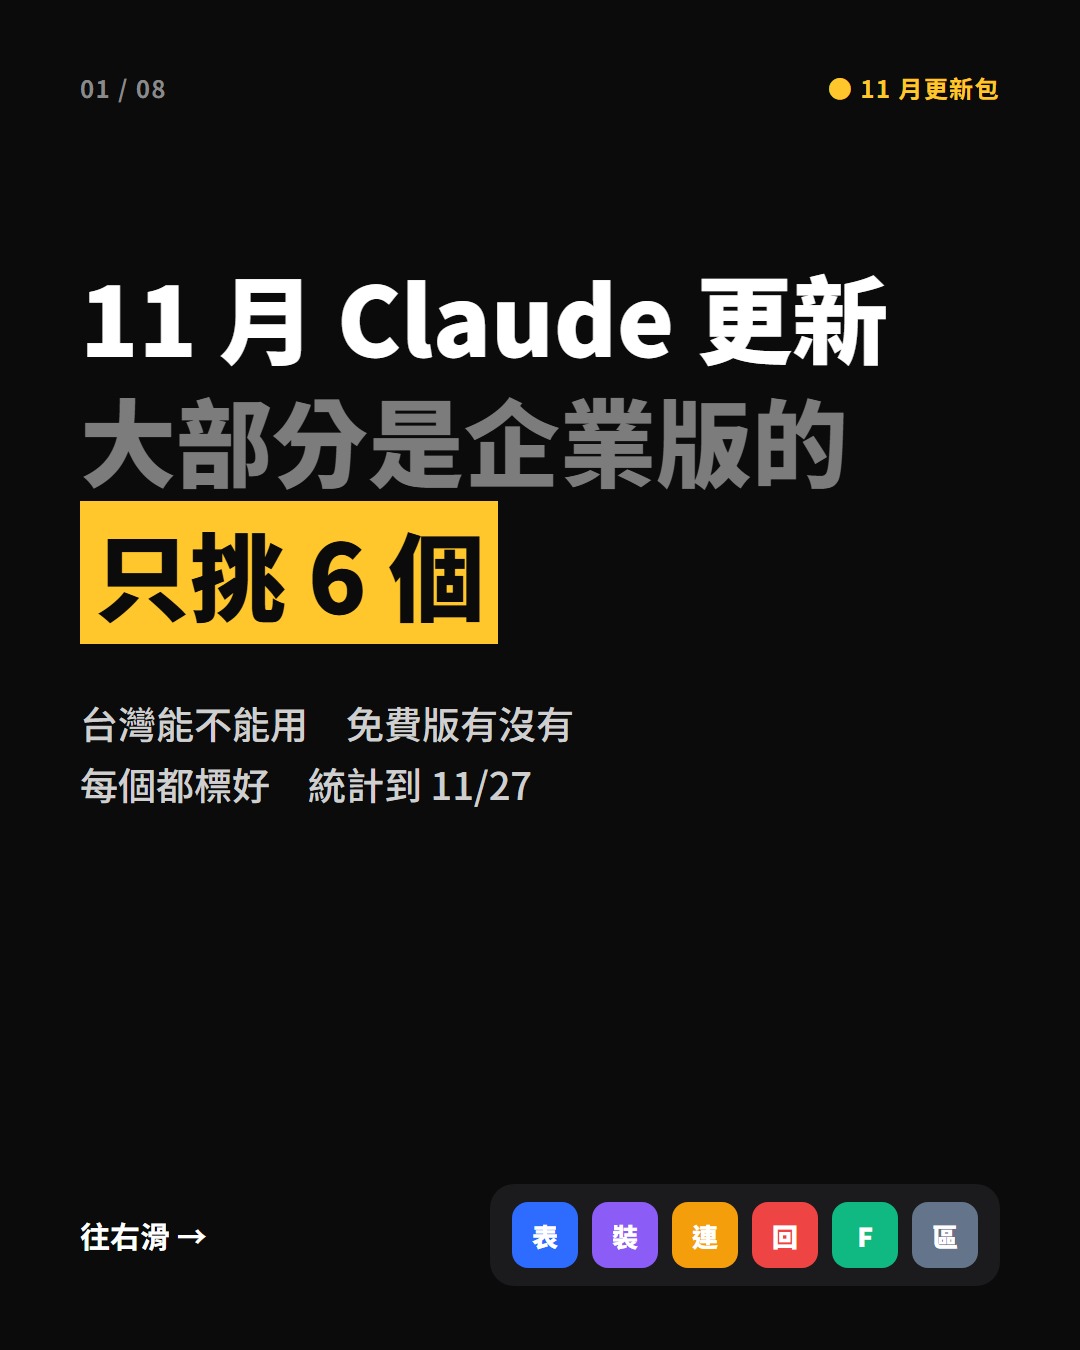 01 / 08
11 月更新包
11 月 Claude 更新
大部分是企業版的
只挑 6 個
台灣能不能用　免費版有沒有
每個都標好　統計到 11/27
往右滑 →
表 裝 連 回 F 區